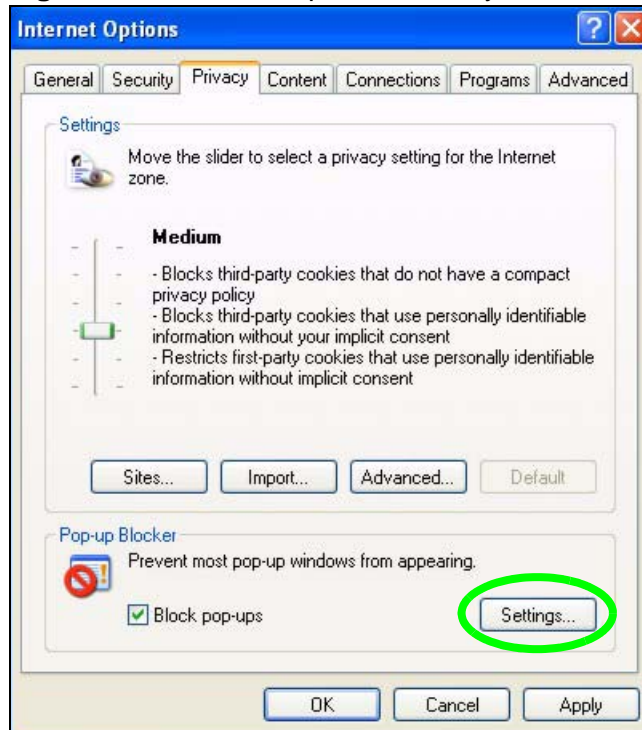 Internet Options
General Security Privacy Content Connections Programs Advanced
Settings
Move the slider to select a privacy setting for the Internet
zone.
Medium
- Blocks third-party cookies that do not have a compact
privacy policy
- Blocks third-party cookies that use personally identifiable
information without your implicit consent
- Restricts first-party cookies that use personally identifiable
information without implicit consent
Sites... Import... Advanced... Default
Pop-up Blocker
Prevent most pop-up windows from appearing.
Block pop-ups Settings...
OK Cancel Apply